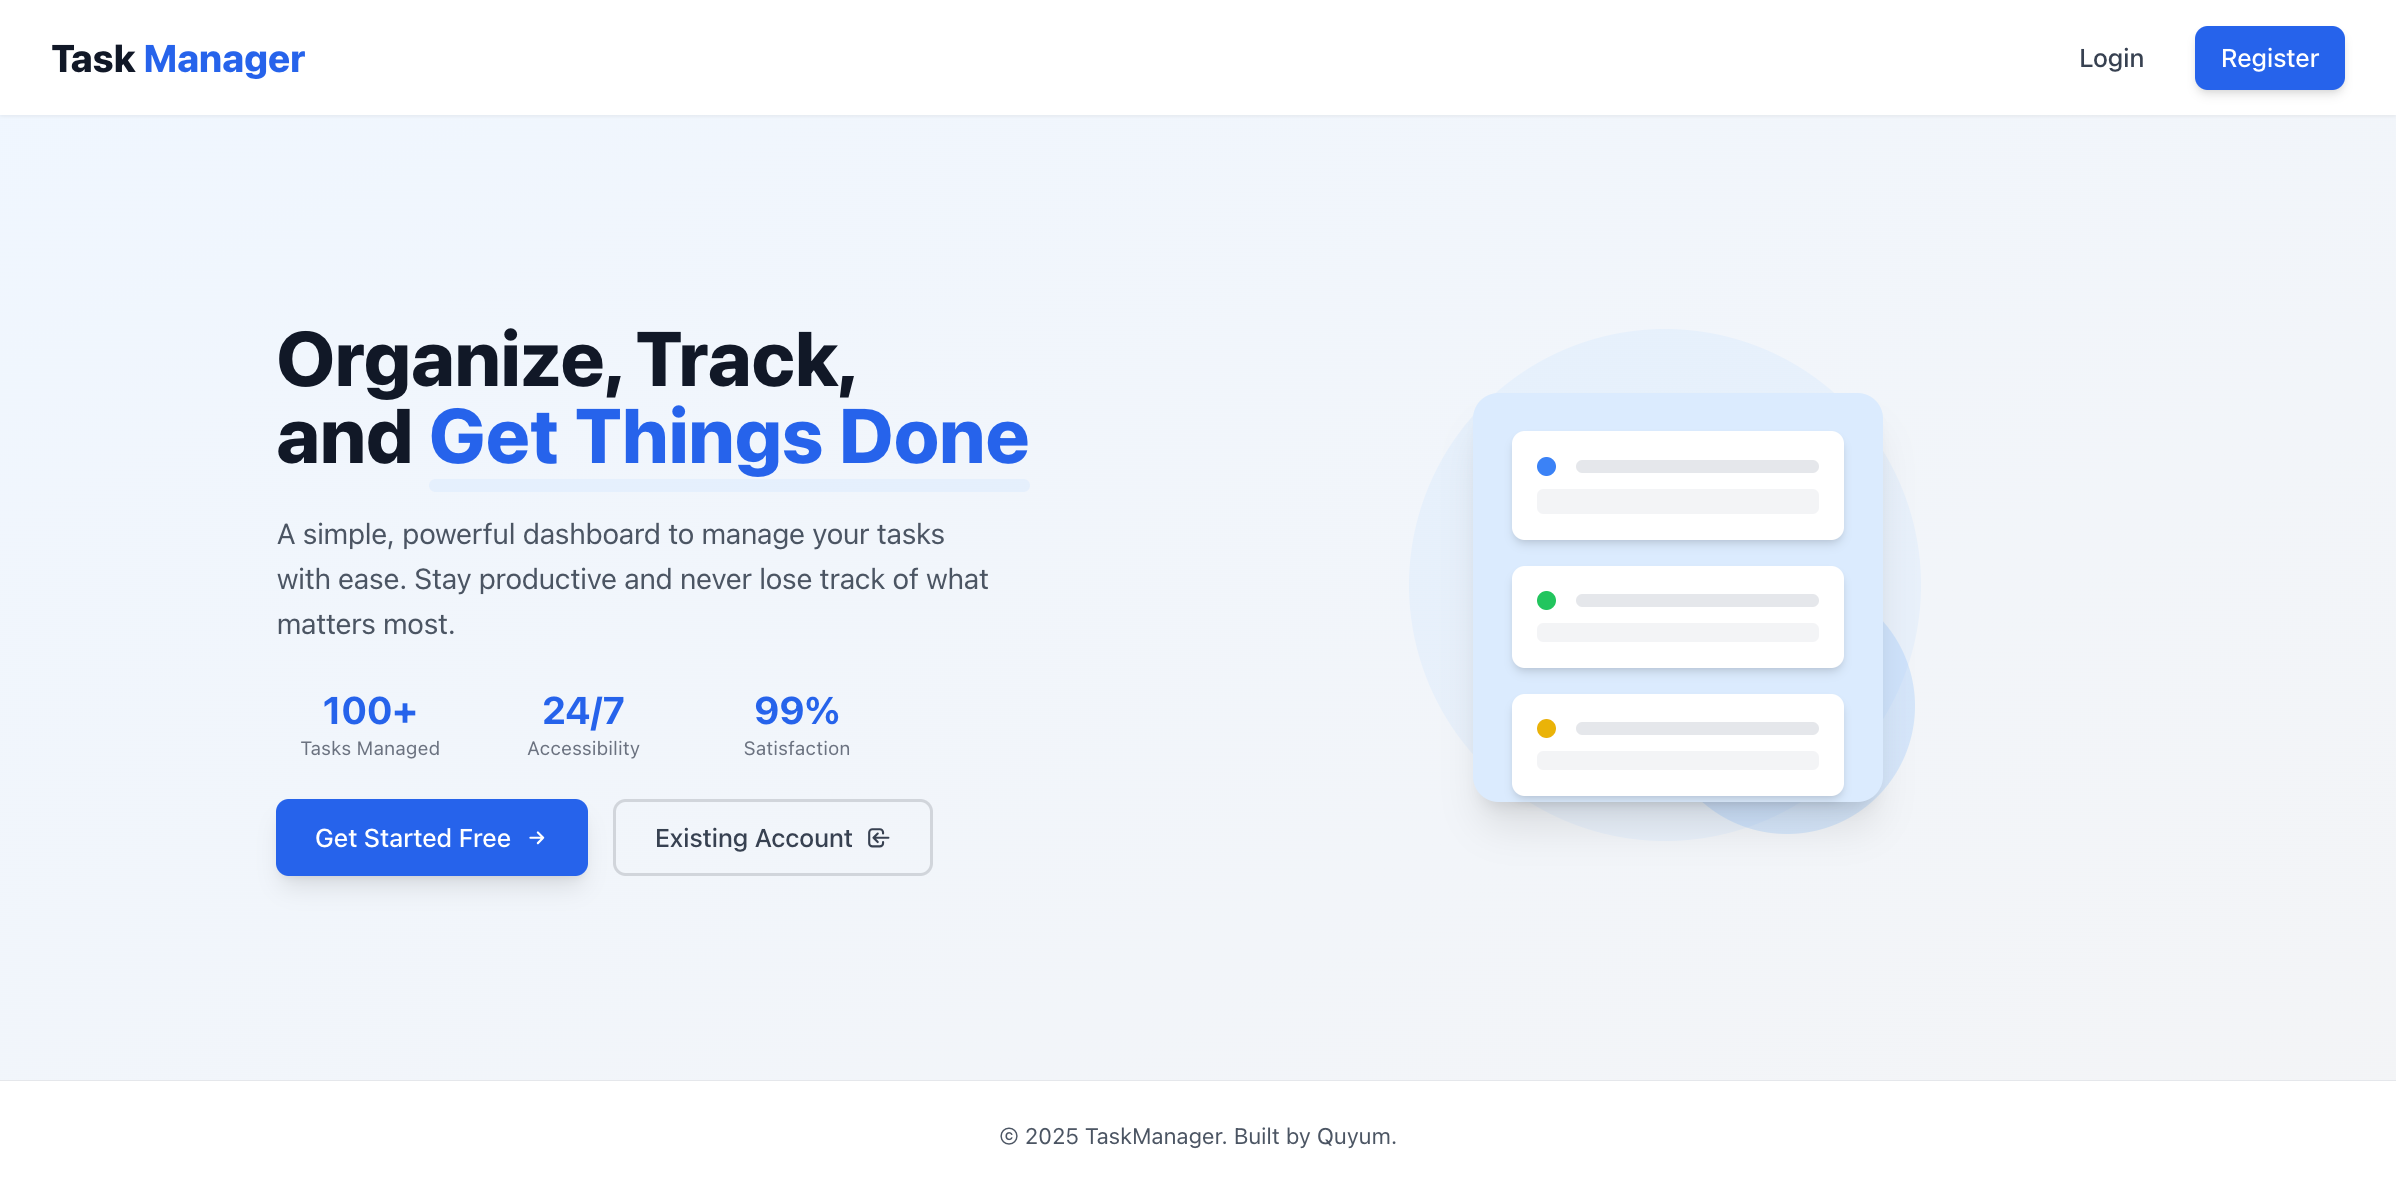 Task Manager
Login
Register
Organize, Track,
and Get Things Done
A simple, powerful dashboard to manage your tasks
with ease. Stay productive and never lose track of what
matters most.
100+
Tasks Managed
24/7
Accessibility
99%
Satisfaction
Get Started Free →
Existing Account
© 2025 TaskManager. Built by Quyum.